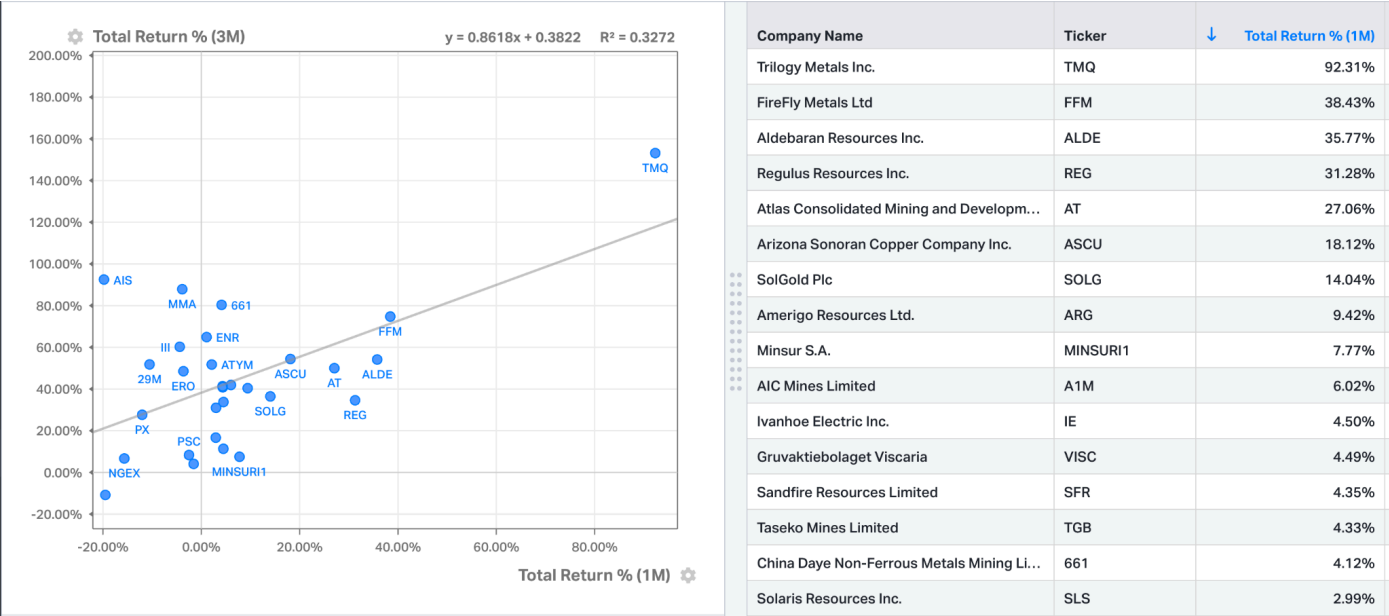 Total Return % (3M)
y = 0.8618x + 0.3822 R² = 0.3272
200.00%
180.00%
160.00%
140.00%
120.00%
100.00%
80.00%
60.00%
40.00%
20.00%
0.00%
-20.00%
TMQ
AIS
MMA
661
FFM
ENR
III
29M
ERO
ATYM
ASCU
AT
ALDE
SOLG
REG
PX
PSC
NGEX
MINSURI1
-20.00% 0.00% 20.00% 40.00% 60.00% 80.00%
Total Return % (1M)
Company Name Ticker ↓ Total Return % (1M)
Trilogy Metals Inc. TMQ 92.31%
FireFly Metals Ltd FFM 38.43%
Aldebaran Resources Inc. ALDE 35.77%
Regulus Resources Inc. REG 31.28%
Atlas Consolidated Mining and Developm... AT 27.06%
Arizona Sonoran Copper Company Inc. ASCU 18.12%
SolGold Plc SOLG 14.04%
Amerigo Resources Ltd. ARG 9.42%
Minsur S.A. MINSURI1 7.77%
AIC Mines Limited A1M 6.02%
Ivanhoe Electric Inc. IE 4.50%
Gruvaktiebolaget Viscaria VISC 4.49%
Sandfire Resources Limited SFR 4.35%
Taseko Mines Limited TGB 4.33%
China Daye Non-Ferrous Metals Mining Li... 661 4.12%
Solaris Resources Inc. SLS 2.99%